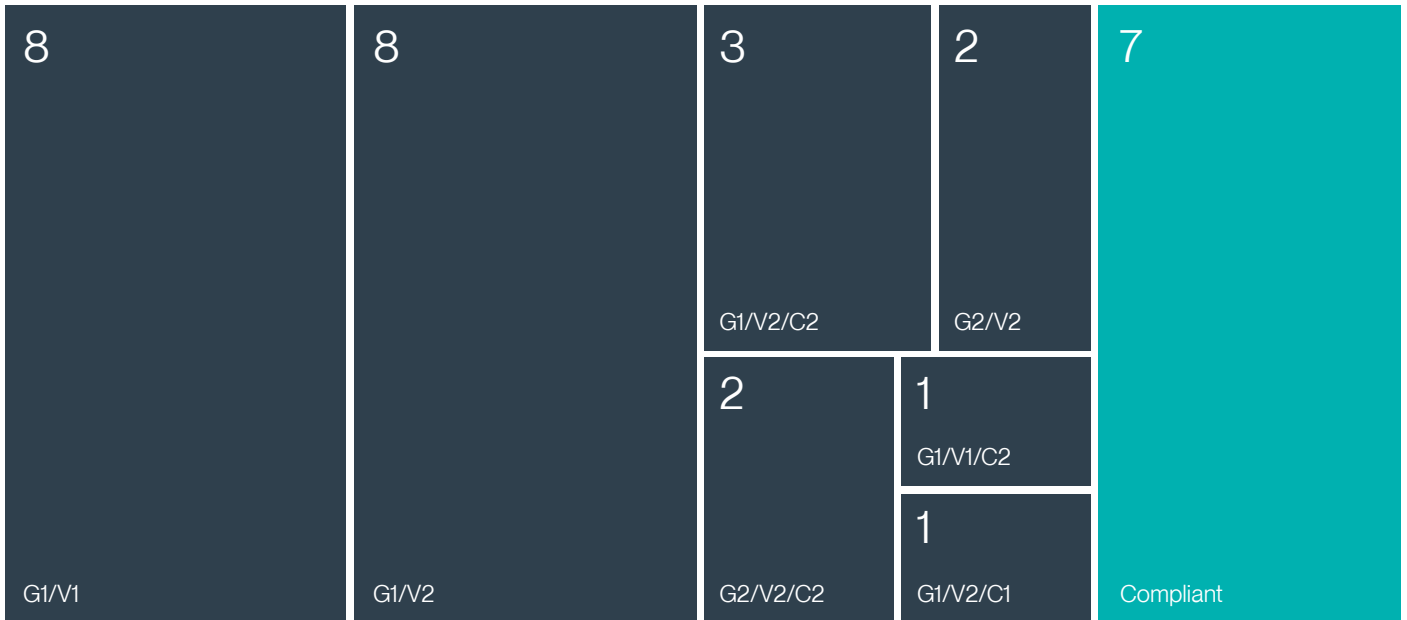 8
G1/V1
8
G1/V2
3
G1/V2/C2
2
G2/V2
2
G2/V2/C2
1
G1/V1/C2
1
G1/V2/C1
7
Compliant